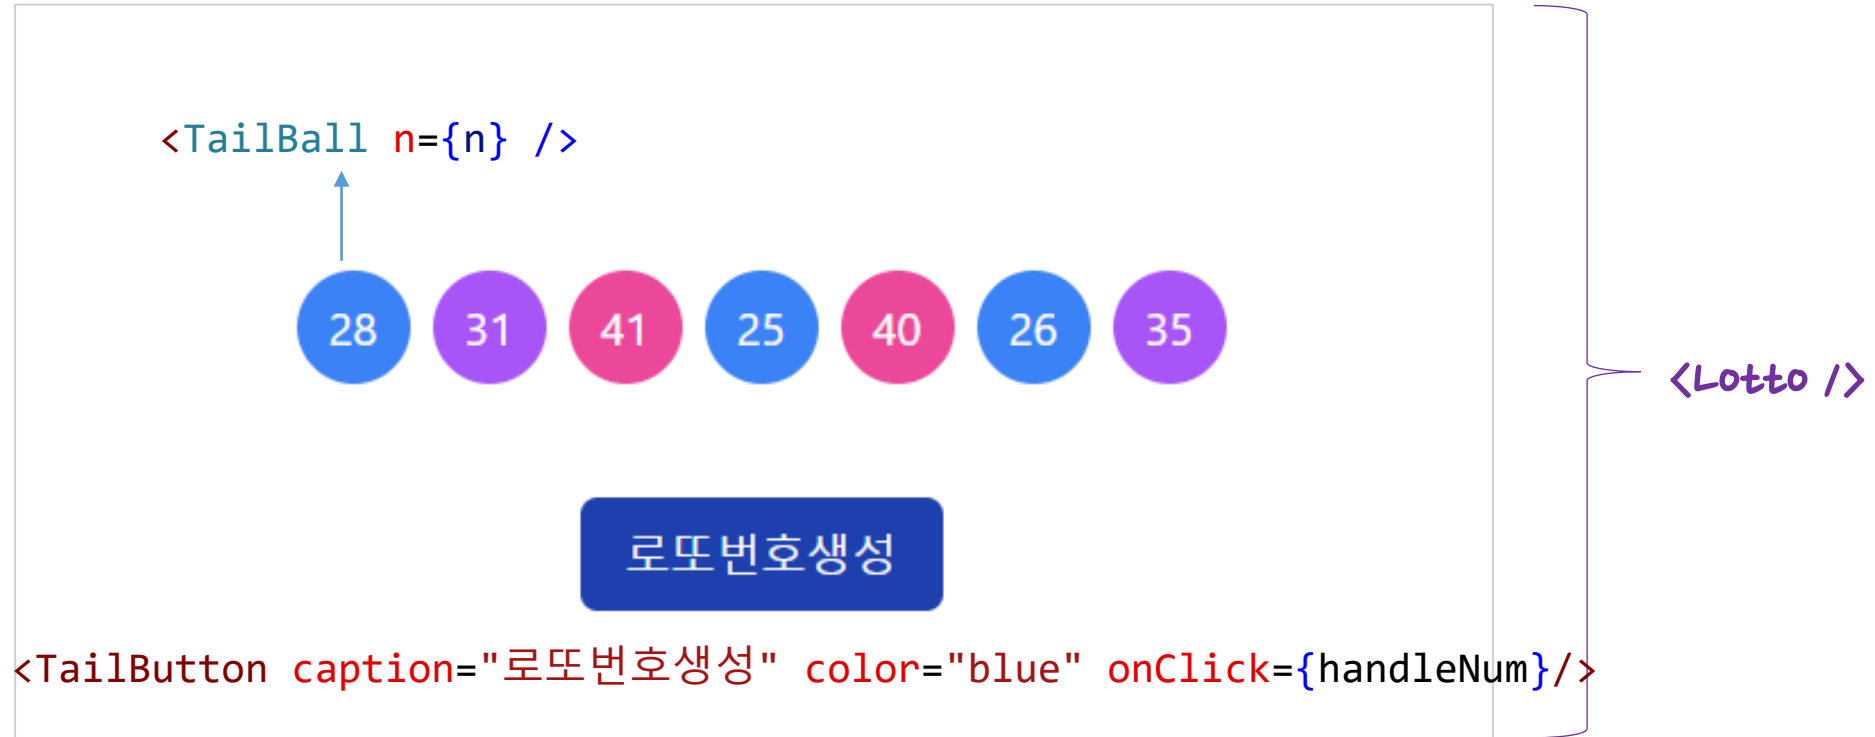 <TailBall n={n} />
28 31 41 25 40 26 35
<Lotto />
로또번호생성
<TailButton caption="로또번호생성" color="blue" onClick={handleNum}/>